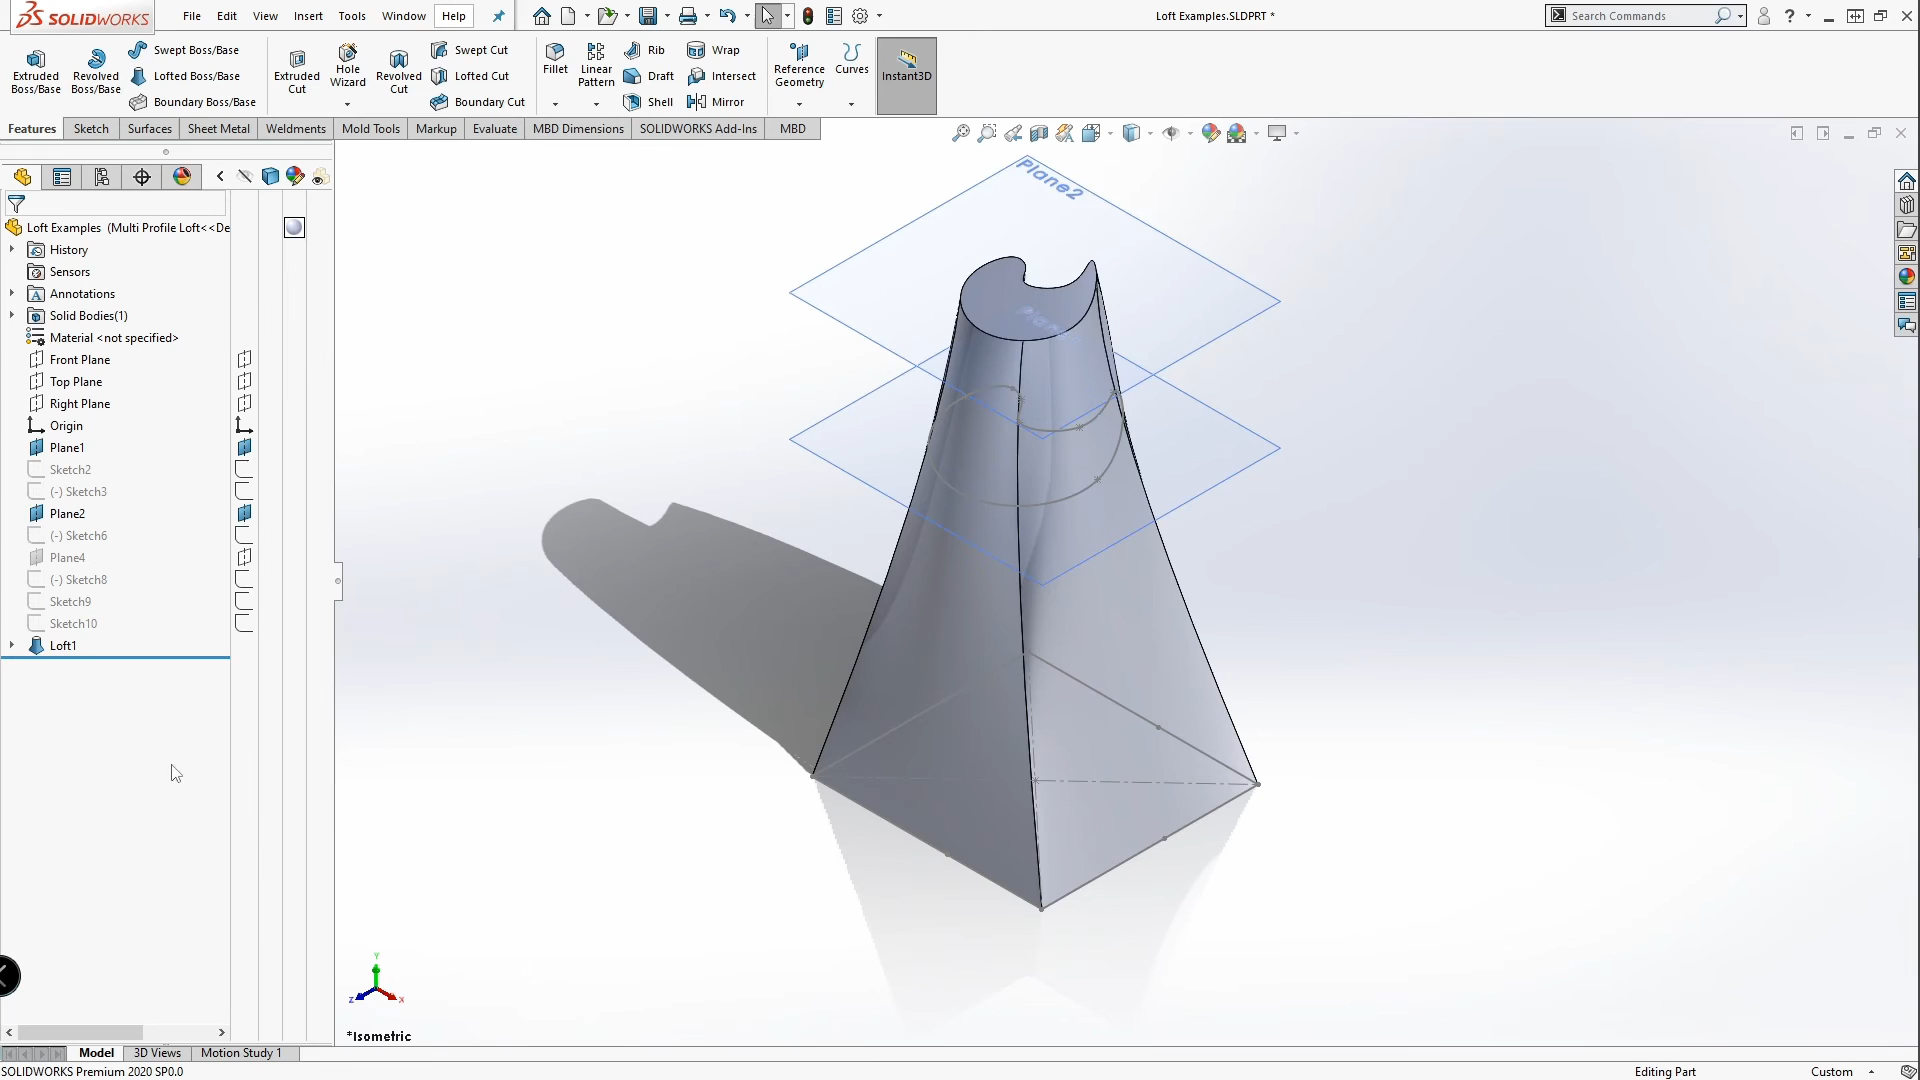 SOLIDWORKS
File Edit View Insert Tools Window Help
Loft Examples.SLDPRT *
Search Commands
Extruded Boss/Base
Revolved Boss/Base
Swept Boss/Base
Lofted Boss/Base
Boundary Boss/Base
Extruded Cut
Hole Wizard
Revolved Cut
Swept Cut
Lofted Cut
Boundary Cut
Fillet
Linear Pattern
Rib
Draft
Shell
Wrap
Intersect
Mirror
Reference Geometry
Curves
Instant3D
Features Sketch Surfaces Sheet Metal Weldments Mold Tools Markup Evaluate MBD Dimensions SOLIDWORKS Add-Ins MBD
Loft Examples (Multi Profile Loft<<De
History
Sensors
Annotations
Solid Bodies(1)
Material <not specified>
Front Plane
Top Plane
Right Plane
Origin
Plane1
Sketch2
(-) Sketch3
Plane2
(-) Sketch6
Plane4
(-) Sketch8
Sketch9
Sketch10
Loft1
Plane2
Y
Z
X
*Isometric
Model 3D Views Motion Study 1
SOLIDWORKS Premium 2020 SP0.0
Editing Part
Custom